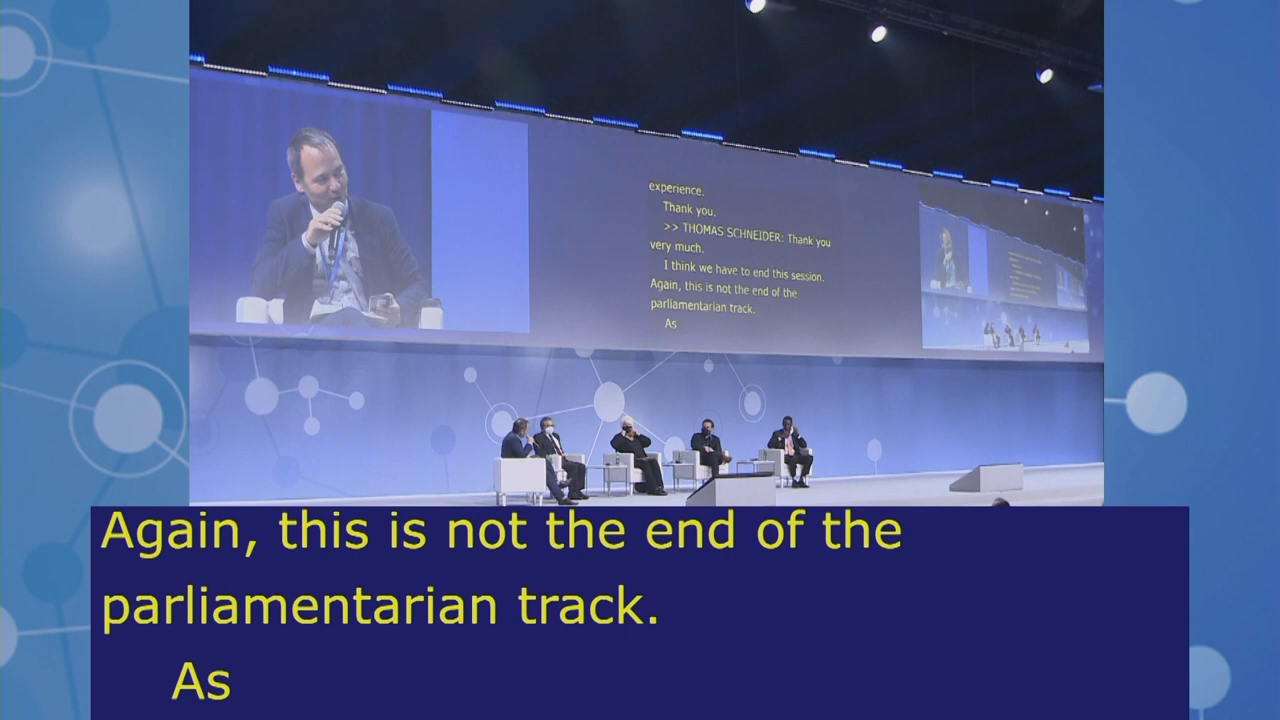 experience.
Thank you.
>> THOMAS SCHNEIDER: Thank you
very much.
I think we have to end this session.
Again, this is not the end of the
parliamentarian track.
As
Again, this is not the end of the
parliamentarian track.
As